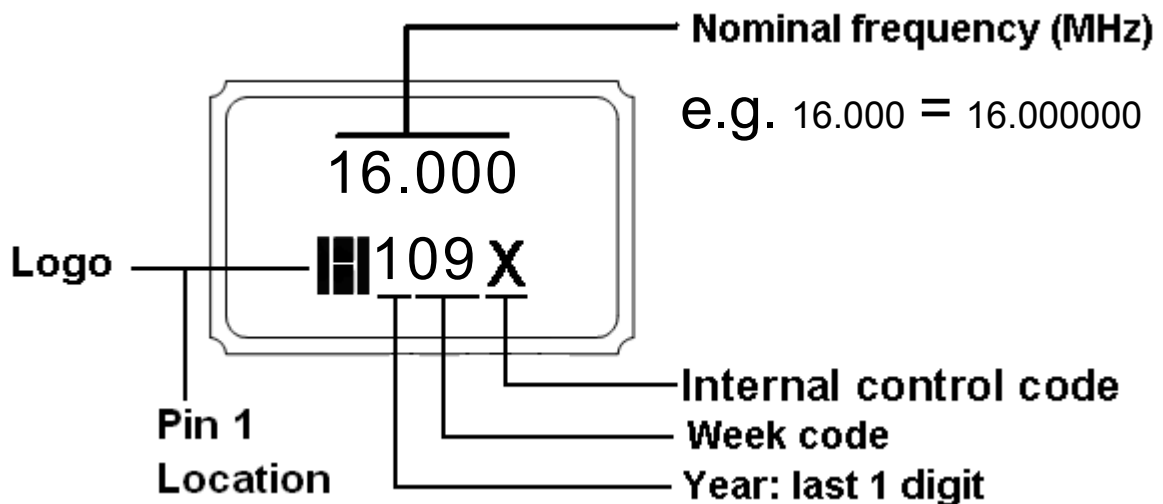 Nominal frequency (MHz)
e.g. 16.000 = 16.000000
16.000
109 X
Logo
Pin 1
Location
Internal control code
Week code
Year: last 1 digit